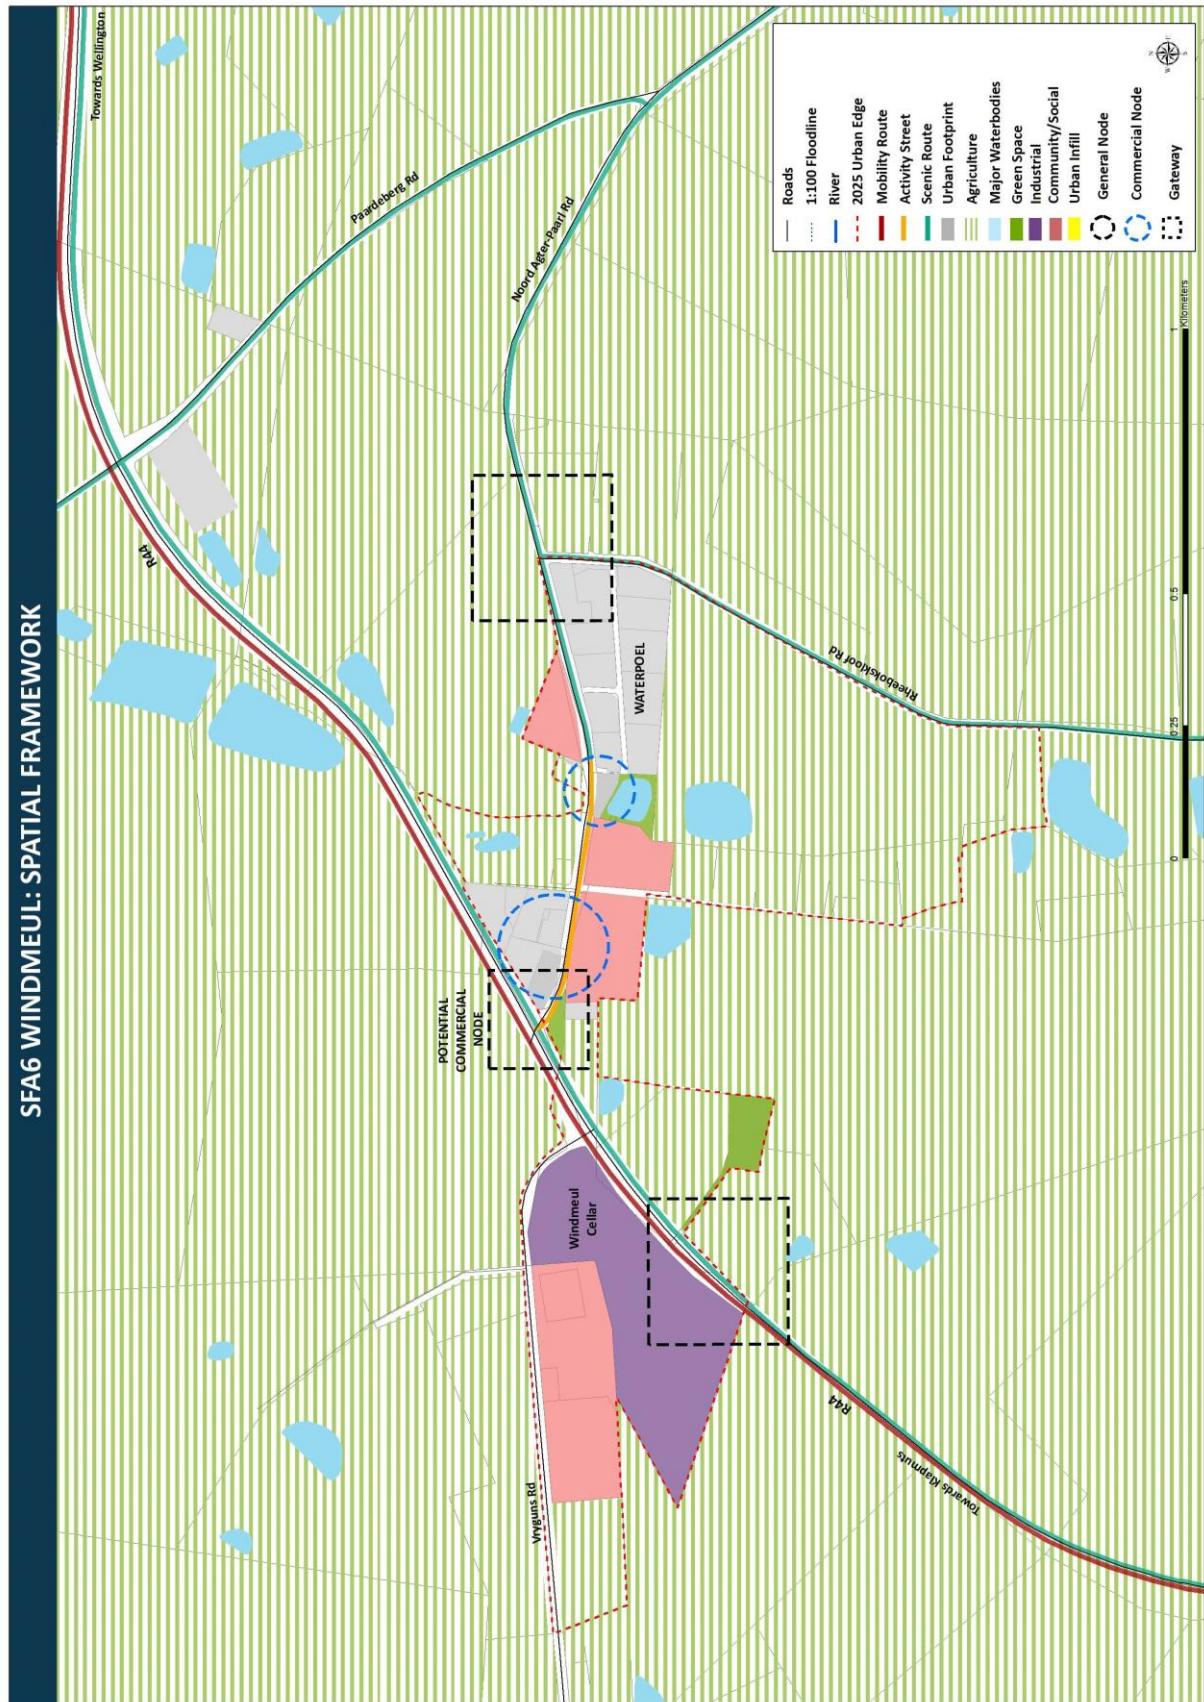 SFA6 WINDMEUL: SPATIAL FRAMEWORK
Towards Wellington
Paardeberg Rd
R44
Noord Agter-Paarl Rd
POTENTIAL
COMMERCIAL
NODE
WATERPOEL
Rheebokskloof Rd
Windmeul
Cellar
Vryguns Rd
R44
Towards Klapmuts
Roads
1:100 Floodline
River
2025 Urban Edge
Mobility Route
Activity Street
Scenic Route
Urban Footprint
Agriculture
Major Waterbodies
Green Space
Industrial
Community/Social
Urban Infill
General Node
Commercial Node
Gateway
N
W E
S
0 0.25 0.5 1
Kilometers